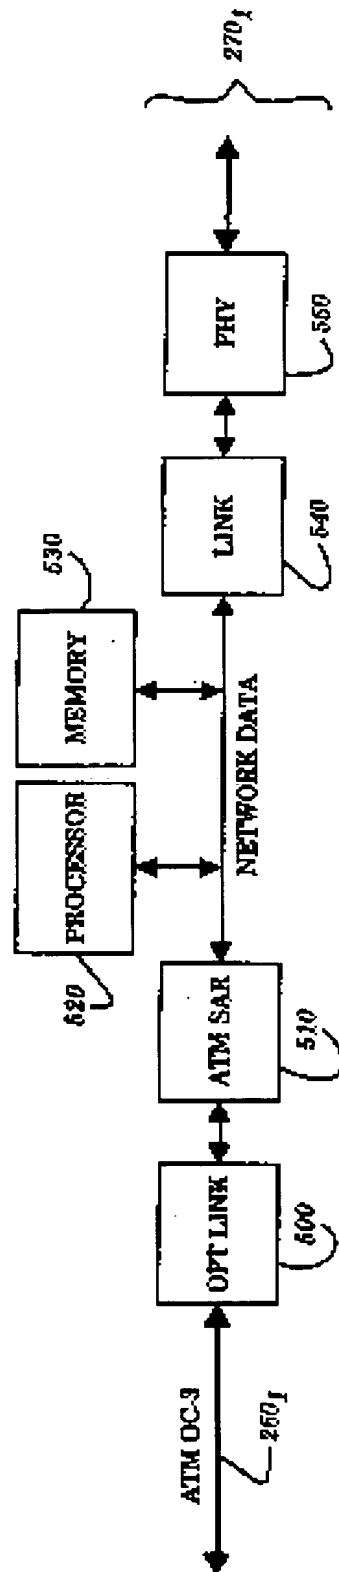 ATM OC-3
260₁
OPT LINK
500
ATM SAR
510
PROCESSOR
520
MEMORY
530
NETWORK DATA
LINK
540
PHY
550
270₁